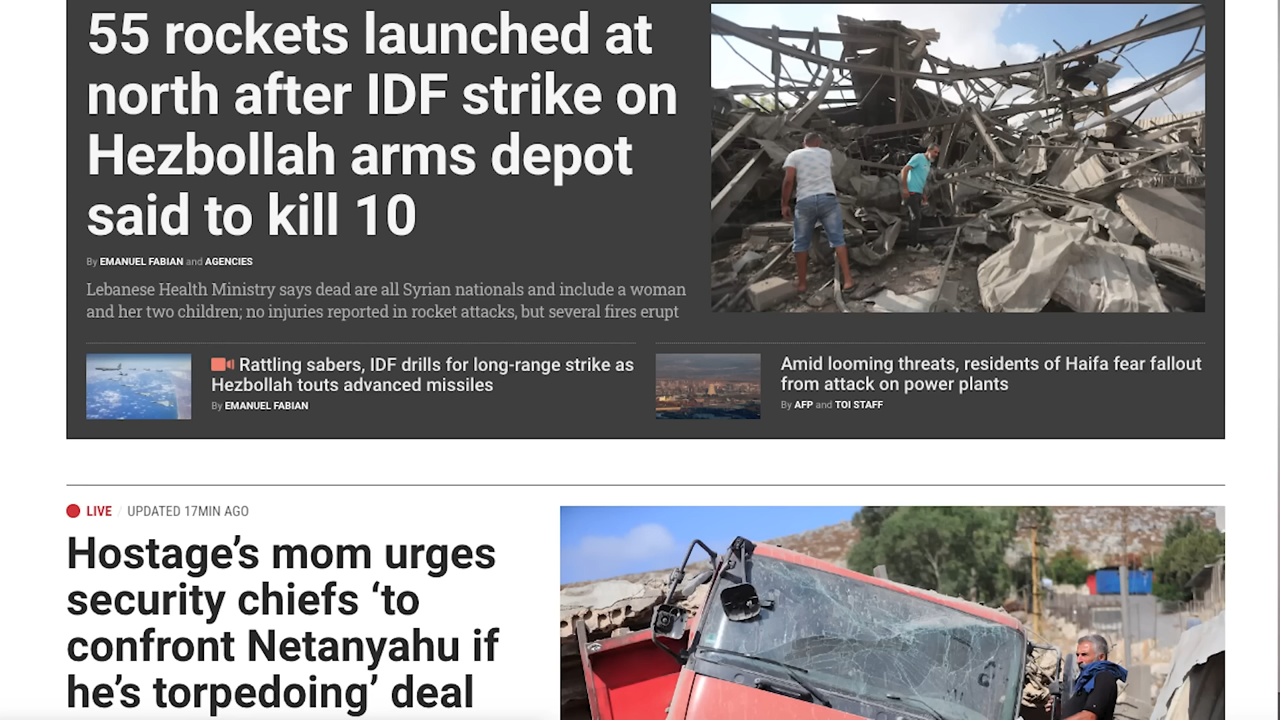 55 rockets launched at
north after IDF strike on
Hezbollah arms depot
said to kill 10
By EMANUEL FABIAN and AGENCIES
Lebanese Health Ministry says dead are all Syrian nationals and include a woman
and her two children; no injuries reported in rocket attacks, but several fires erupt
Rattling sabers, IDF drills for long-range strike as
Hezbollah touts advanced missiles
By EMANUEL FABIAN
Amid looming threats, residents of Haifa fear fallout
from attack on power plants
By AFP and TOI STAFF
LIVE / UPDATED 17MIN AGO
Hostage’s mom urges
security chiefs ‘to
confront Netanyahu if
he’s torpedoing’ deal